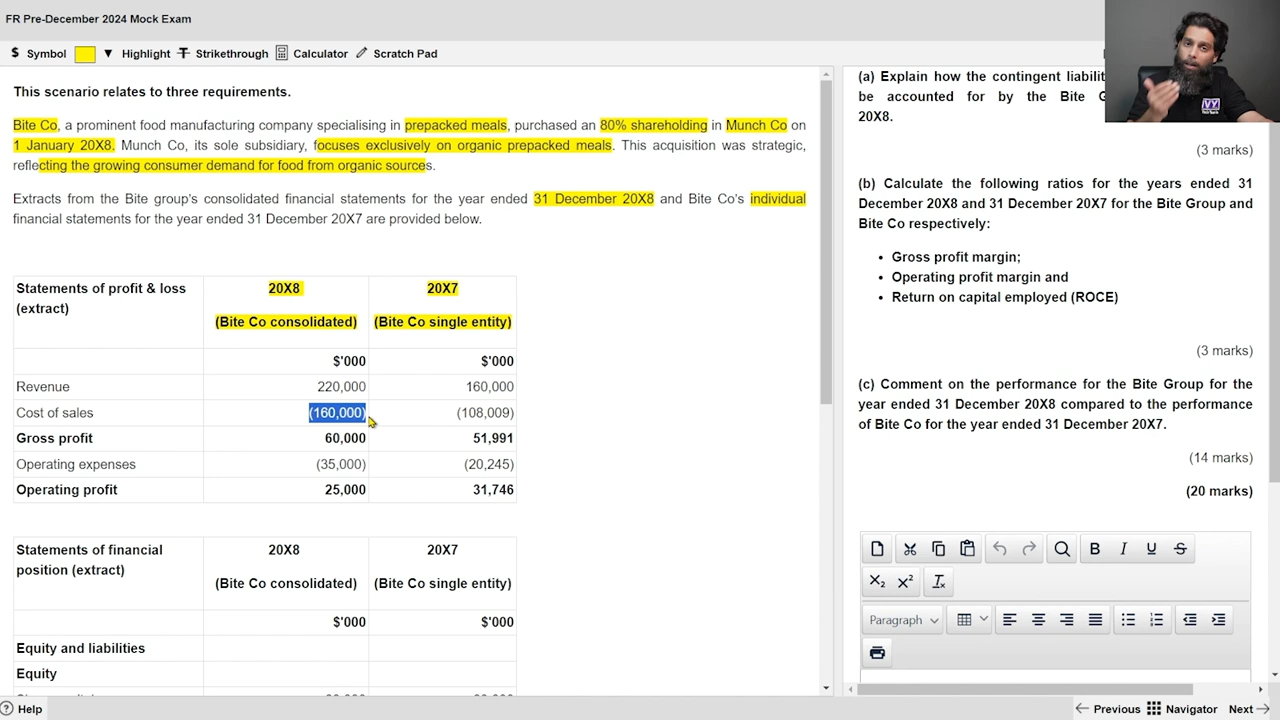 FR Pre-December 2024 Mock Exam
$ Symbol Highlight T Strikethrough Calculator Scratch Pad
This scenario relates to three requirements.
Bite Co, a prominent food manufacturing company specialising in prepacked meals, purchased an 80% shareholding in Munch Co on
1 January 20X8. Munch Co, its sole subsidiary, focuses exclusively on organic prepacked meals. This acquisition was strategic,
reflecting the growing consumer demand for food from organic sources.
Extracts from the Bite group's consolidated financial statements for the year ended 31 December 20X8 and Bite Co's individual
financial statements for the year ended 31 December 20X7 are provided below.
Statements of profit & loss 20X8 20X7
(extract)
(Bite Co consolidated) (Bite Co single entity)
$'000 $'000
Revenue 220,000 160,000
Cost of sales (160,000) (108,009)
Gross profit 60,000 51,991
Operating expenses (35,000) (20,245)
Operating profit 25,000 31,746
Statements of financial 20X8 20X7
position (extract)
(Bite Co consolidated) (Bite Co single entity)
$'000 $'000
Equity and liabilities
Equity
(a) Explain how the contingent
be accounted for by the Bite
20X8.
(3 marks)
(b) Calculate the following ratios for the years ended 31
December 20X8 and 31 December 20X7 for the Bite Group and
Bite Co respectively:
• Gross profit margin;
• Operating profit margin and
• Return on capital employed (ROCE)
(3 marks)
(c) Comment on the performance for the Bite Group for the
year ended 31 December 20X8 compared to the performance
of Bite Co for the year ended 31 December 20X7.
(14 marks)
(20 marks)
B I U S
X₂ X² Tx
Paragraph
VY
Help
Previous Navigator Next